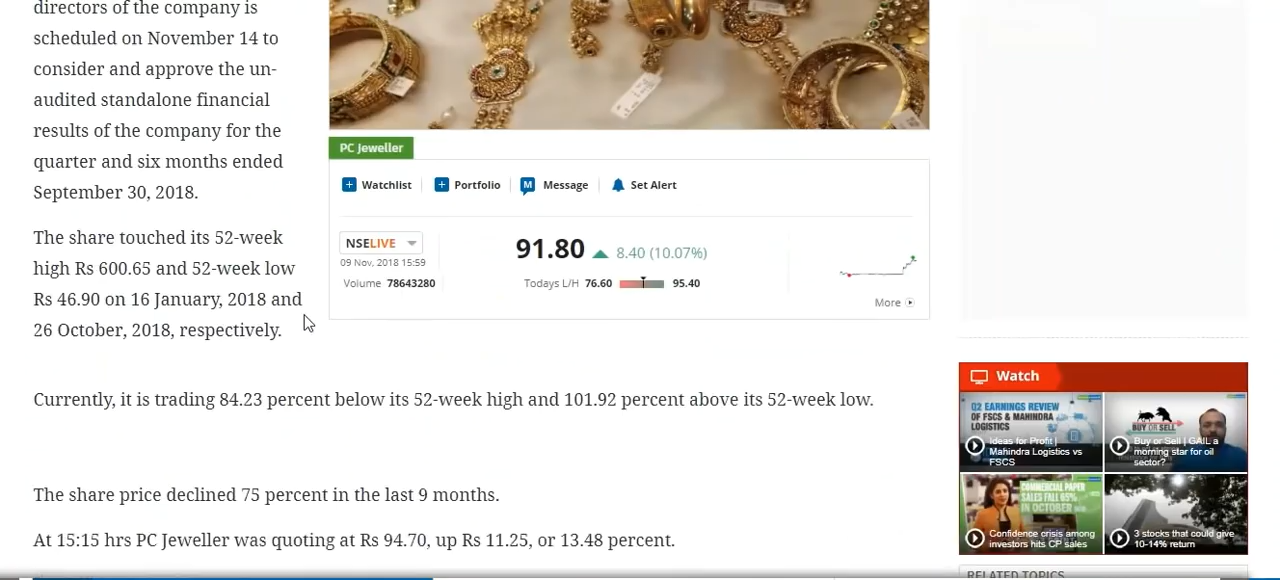 directors of the company is
scheduled on November 14 to
consider and approve the un-
audited standalone financial
results of the company for the
quarter and six months ended
September 30, 2018.
The share touched its 52-week
high Rs 600.65 and 52-week low
Rs 46.90 on 16 January, 2018 and
26 October, 2018, respectively.
PC Jeweller
Watchlist
Portfolio
M Message
Set Alert
NSELIVE
09 Nov, 2018 15:59
Volume 78643280
91.80 8.40 (10.07%)
Todays L/H 76.60 95.40
More
Currently, it is trading 84.23 percent below its 52-week high and 101.92 percent above its 52-week low.
The share price declined 75 percent in the last 9 months.
At 15:15 hrs PC Jeweller was quoting at Rs 94.70, up Rs 11.25, or 13.48 percent.
Watch
Q2 EARNINGS REVIEW
OF FSCS & MAHINDRA
LOGISTICS
Ideas for Profit |
Mahindra Logistics vs
FSCS
BUY OR SELL
Buy or Sell | GAIL a
morning star for oil
sector?
COMMERCIAL PAPER
SALES FALL 65%
IN OCTOBER
Confidence crisis among
investors hits CP sales
3 stocks that could give
10-14% return
RELATED TOPICS